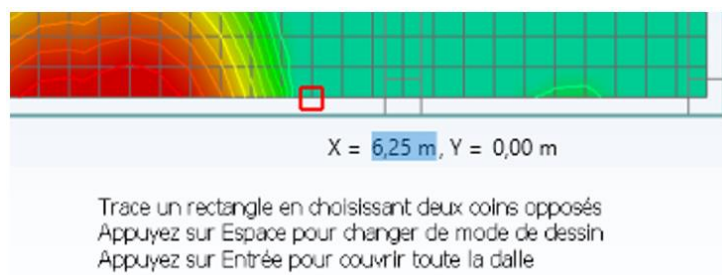 X = 6,25 m, Y = 0,00 m
Trace un rectangle en choisissant deux coins opposés
Appuyez sur Espace pour changer de mode de dessin
Appuyez sur Entrée pour couvrir toute la dalle